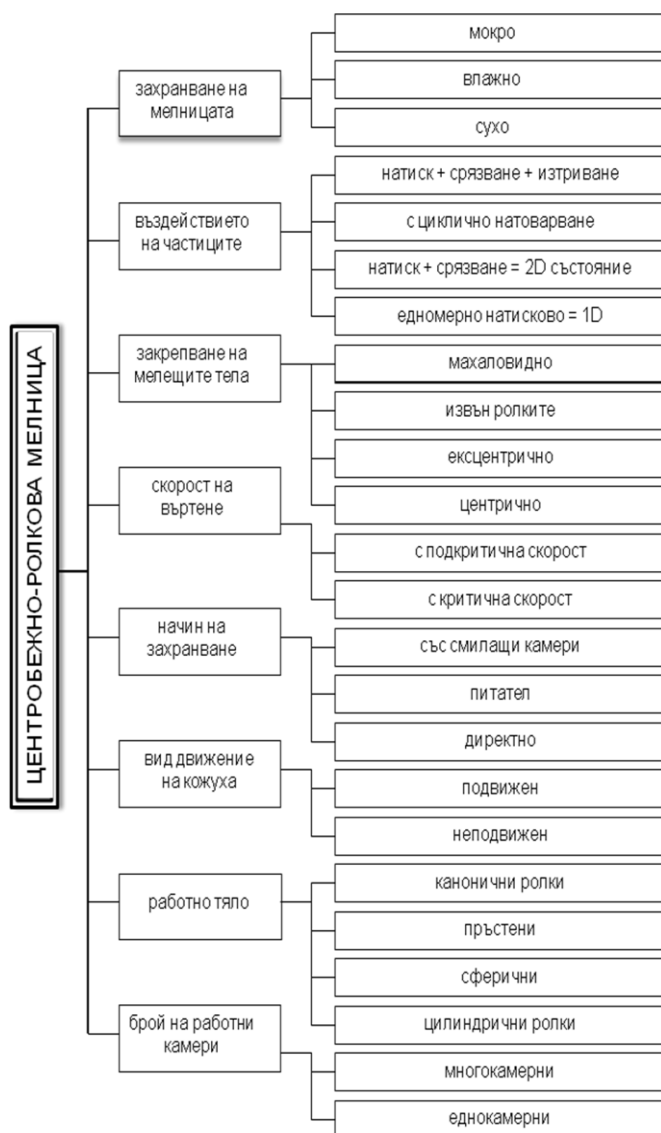 ЦЕНТРОБЕЖНО-РОЛКОВА МЕЛНИЦА
захранване на
мелницата
мокро
влажно
сухо
въздействието
на частиците
натиск + срязване + изтриване
с циклично натоварване
натиск + срязване = 2D състояние
едномерно натисково = 1D
закрепване на
мелещите тела
махаловидно
извън ролките
ексцентрично
центрично
скорост на
въртене
с подкритична скорост
с критична скорост
начин на
захранване
със смилащи камери
питател
директно
вид движение
на кожуха
подвижен
неподвижен
работно тяло
канонични ролки
пръстени
сферични
цилиндрични ролки
брой на работни
камери
многокамерни
еднокамерни